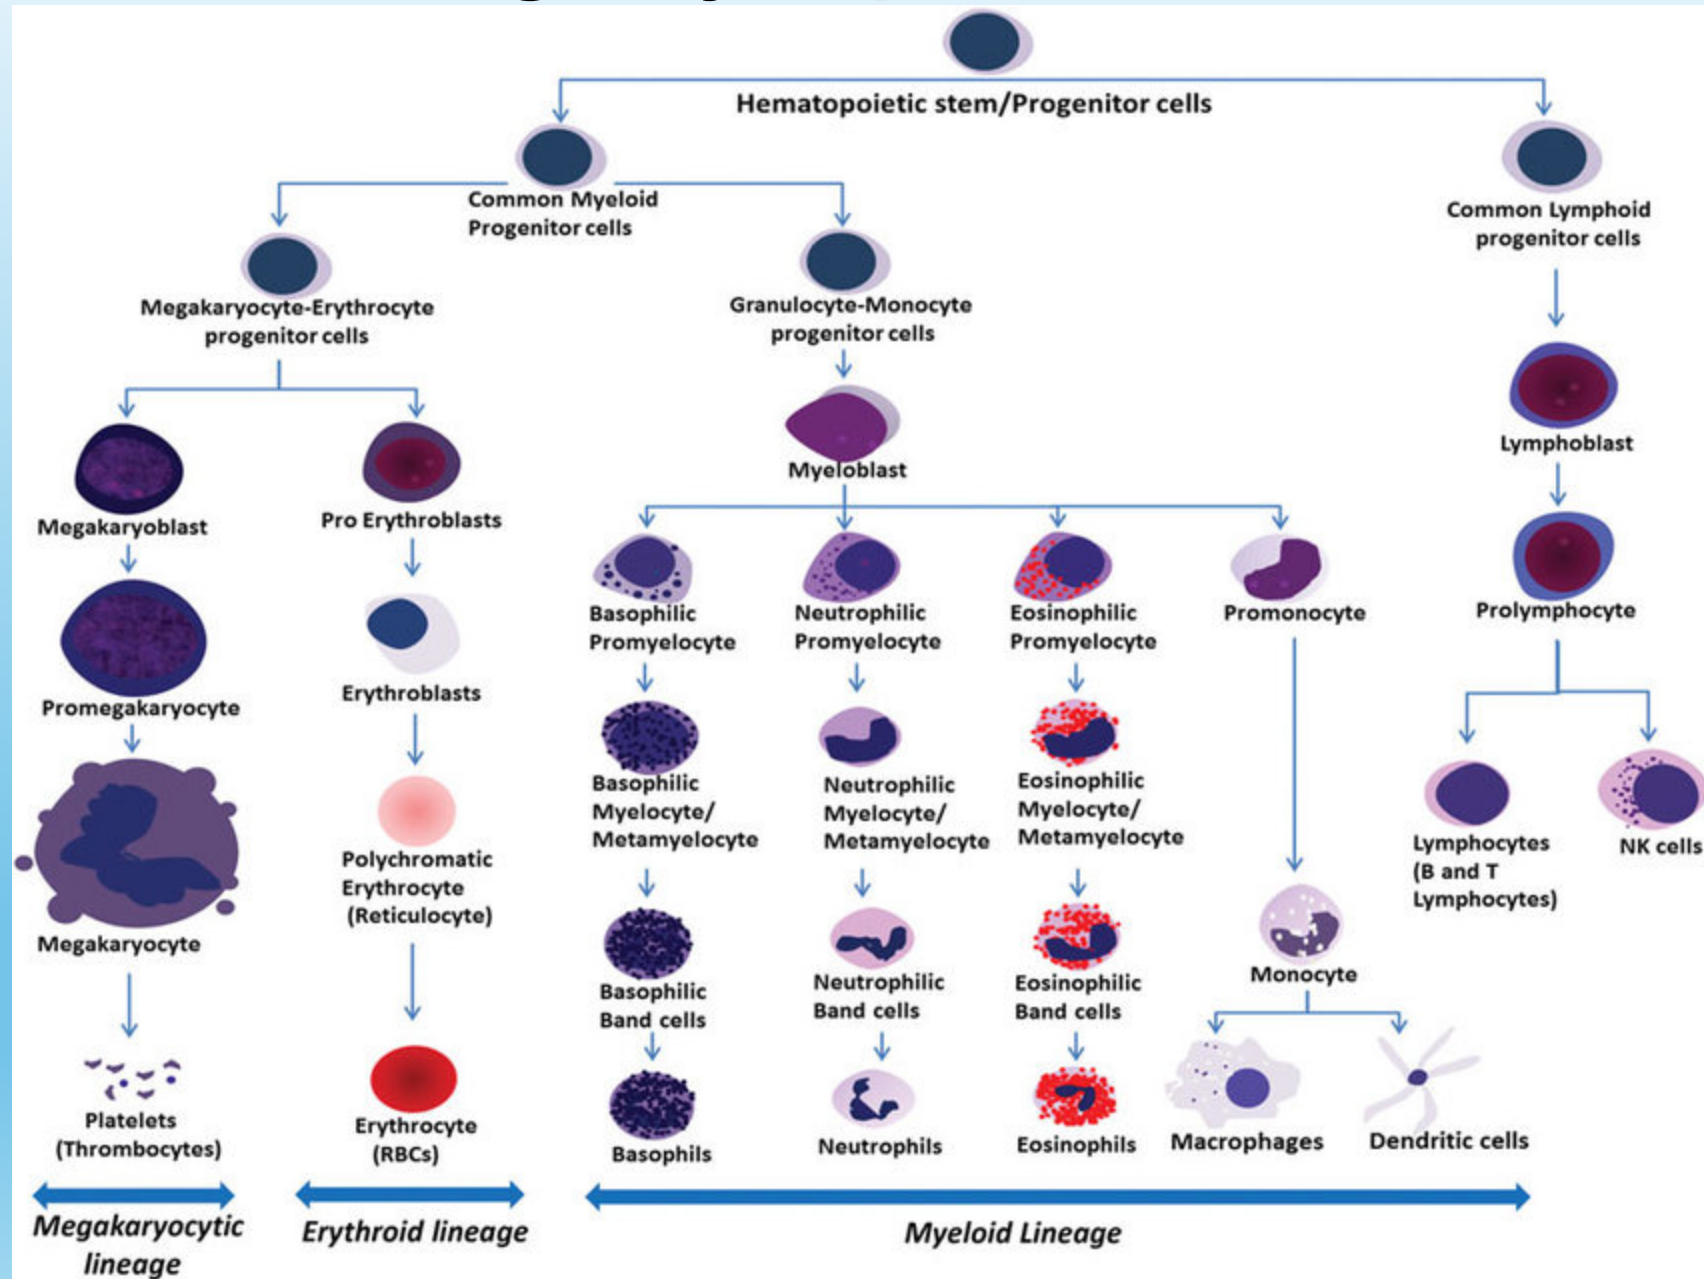 Hematopoietic stem/Progenitor cells
Common Myeloid
Progenitor cells
Common Lymphoid
progenitor cells
Megakaryocyte-Erythrocyte
progenitor cells
Granulocyte-Monocyte
progenitor cells
Megakaryoblast
Pro Erythroblasts
Myeloblast
Lymphoblast
Promegakaryocyte
Erythroblasts
Basophilic
Promyelocyte
Neutrophilic
Promyelocyte
Eosinophilic
Promyelocyte
Promonocyte
Prolymphocyte
Megakaryocyte
Polychromatic
Erythrocyte
(Reticulocyte)
Basophilic
Myelocyte/
Metamyelocyte
Neutrophilic
Myelocyte/
Metamyelocyte
Eosinophilic
Myelocyte/
Metamyelocyte
Lymphocytes
(B and T
Lymphocytes)
NK cells
Basophilic
Band cells
Neutrophilic
Band cells
Eosinophilic
Band cells
Monocyte
Platelets
(Thrombocytes)
Erythrocyte
(RBCs)
Basophils
Neutrophils
Eosinophils
Macrophages
Dendritic cells
Megakaryocytic
lineage
Erythroid lineage
Myeloid Lineage